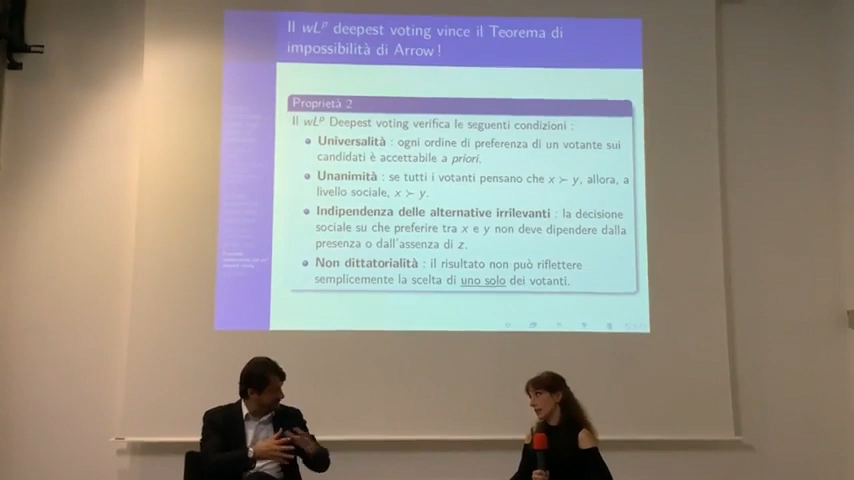 Il wLᵖ deepest voting vince il Teorema di
impossibilità di Arrow !
Proprietà 2
Il wLᵖ Deepest voting verifica le seguenti condizioni :
Universalità : ogni ordine di preferenza di un votante sui
candidati è accettabile a priori.
Unanimità : se tutti i votanti pensano che x ≻ y, allora, a
livello sociale, x ≻ y.
Indipendenza delle alternative irrilevanti : la decisione
sociale su che preferire tra x e y non deve dipendere dalla
presenza o dall'assenza di z.
Non dittatorialità : il risultato non può riflettere
semplicemente la scelta di uno solo dei votanti.